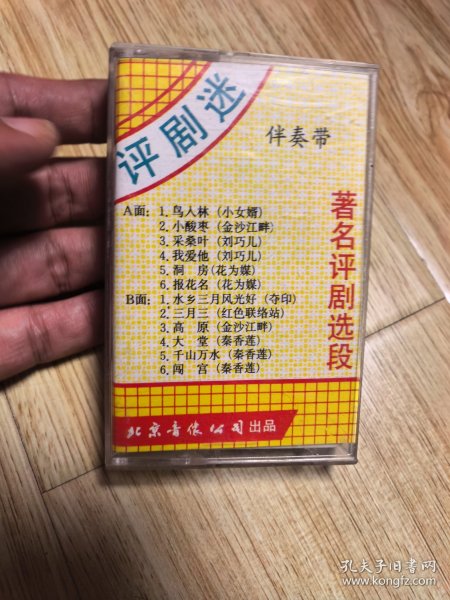 评剧迷
伴奏带
著名评剧选段
A面：1.鸟入林（小女婿）
2.小酸枣（金沙江畔）
3.采桑叶（刘巧儿）
4.我爱他（刘巧儿）
5.洞 房（花为媒）
6.报花名（花为媒）
B面：1.水乡三月风光好（夺印）
2.三月三（红色联络站）
3.高 原（金沙江畔）
4.大 堂（秦香莲）
5.千山万水（秦香莲）
6.闯 宫（秦香莲）
北京音像公司出品
孔夫子旧书网
www.kongfz.com